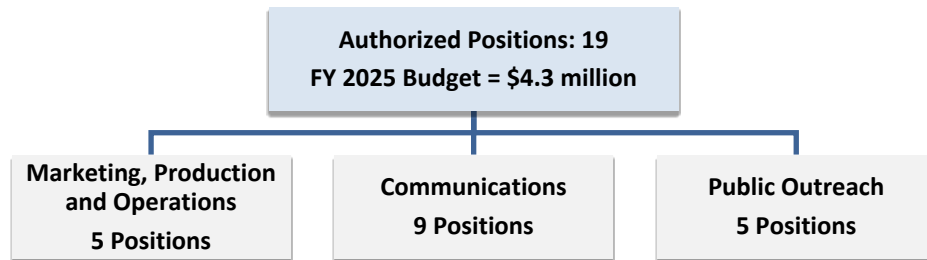 Authorized Positions: 19
FY 2025 Budget = $4.3 million
Marketing, Production
and Operations
5 Positions
Communications
9 Positions
Public Outreach
5 Positions